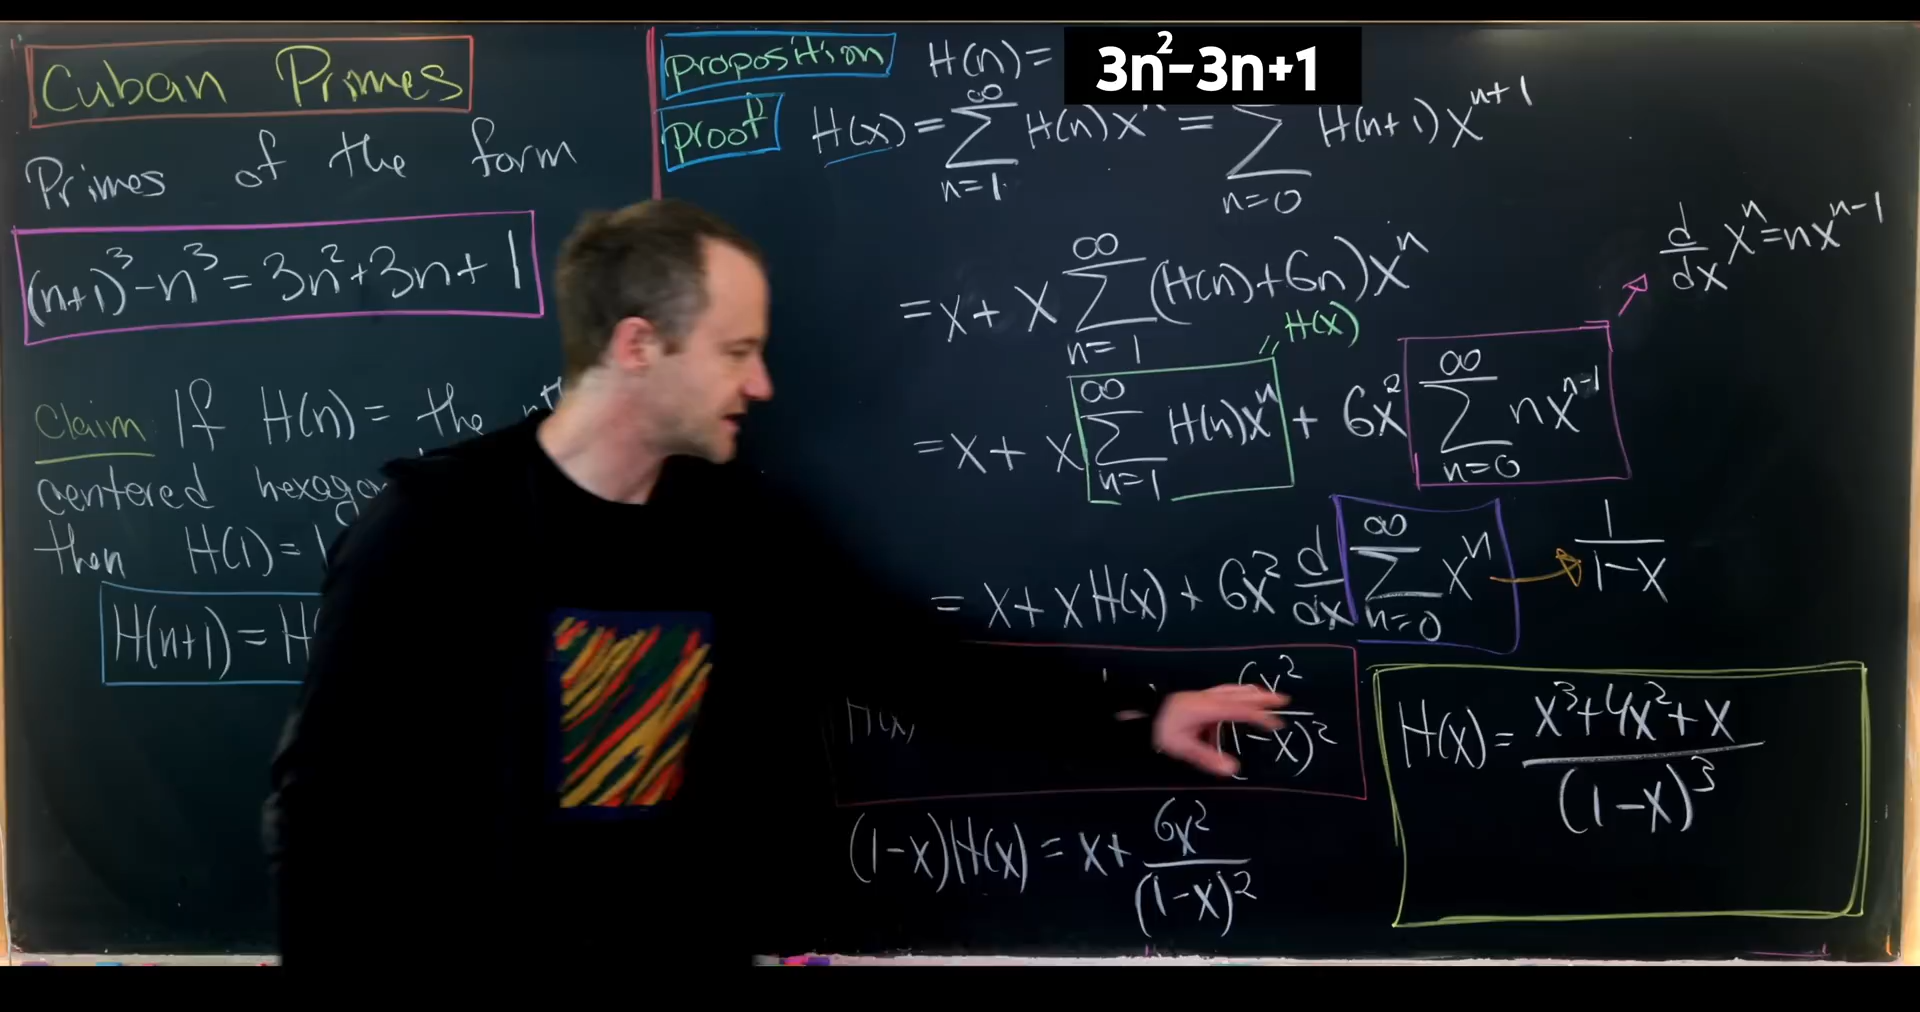 Cuban Primes
Primes of the form
(n+1)³-n³=3n²+3n+1
Claim If H(n)= the
centered
then H(1)=1
H(n+1)=H
proposition H(n)= 3n²-3n+1
proof H(x)=∑_{n=1}^{∞} H(n)x = ∑_{n=0} H(n+1)x^{n+1}
=x+x∑_{n=1}^{∞}(H(n)+6n)x^n
d/dx x^n=nx^{n-1}
H(x)
=x+x∑_{n=1}^{∞} H(n)x^n + 6x² ∑_{n=0}^{∞} nx^{n-1}
=x+xH(x)+6x² d/dx ∑_{n=0}^{∞} x^n → 1/(1-x)
H(x) 6x²/(1-x)²
(1-x)H(x)=x+6x²/(1-x)²
H(x)=(x³+4x²+x)/(1-x)³